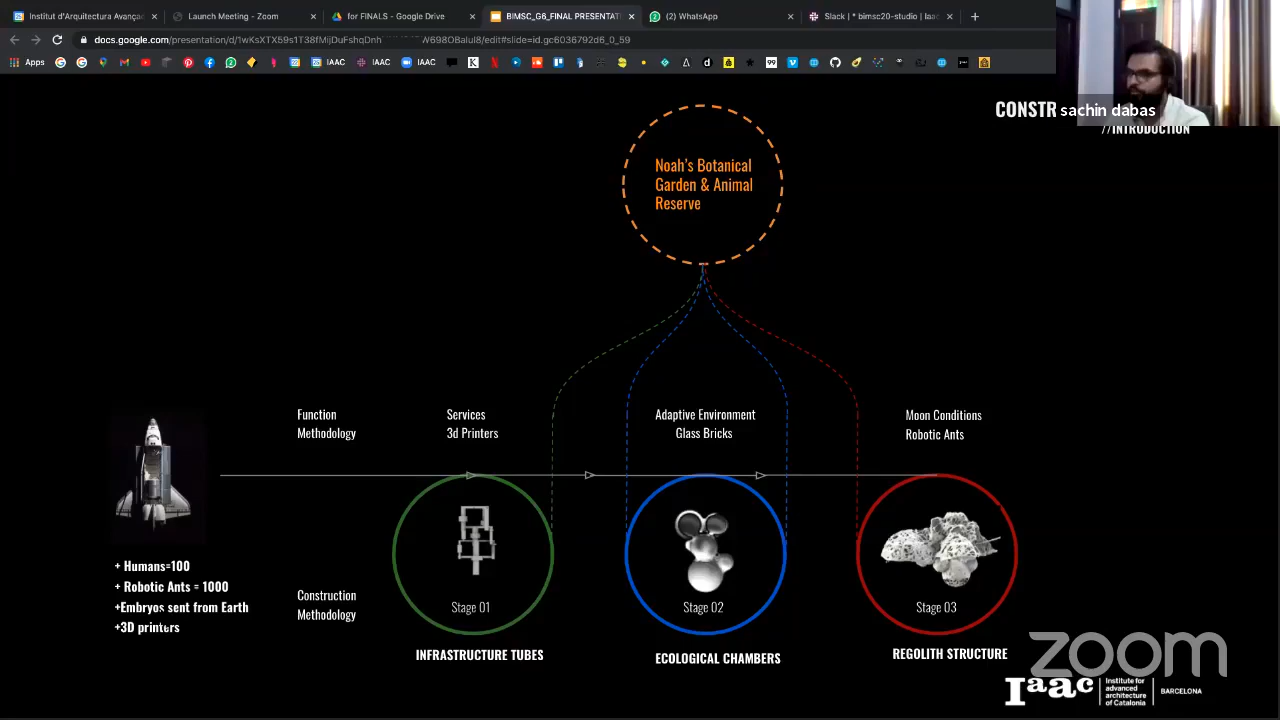 Institut d'Arquitectura Avança
Launch Meeting - Zoom
for FINALS - Google Drive
BIMSC_G6_FINAL PRESENTAT
(2) WhatsApp
Slack | * bimsc20-studio | Iaac
Apps
IAAC
IAAC
IAAC
CONSTR
sachin dabas
//INTRODUCTION
Noah's Botanical
Garden & Animal
Reserve
Function
Methodology
Services
3d Printers
Adaptive Environment
Glass Bricks
Moon Conditions
Robotic Ants
+ Humans=100
+ Robotic Ants = 1000
+Embryos sent from Earth
+3D printers
Construction
Methodology
Stage 01
Stage 02
Stage 03
INFRASTRUCTURE TUBES
ECOLOGICAL CHAMBERS
REGOLITH STRUCTURE
zoom
Iaac
Institute for
advanced
architecture
of Catalonia
BARCELONA